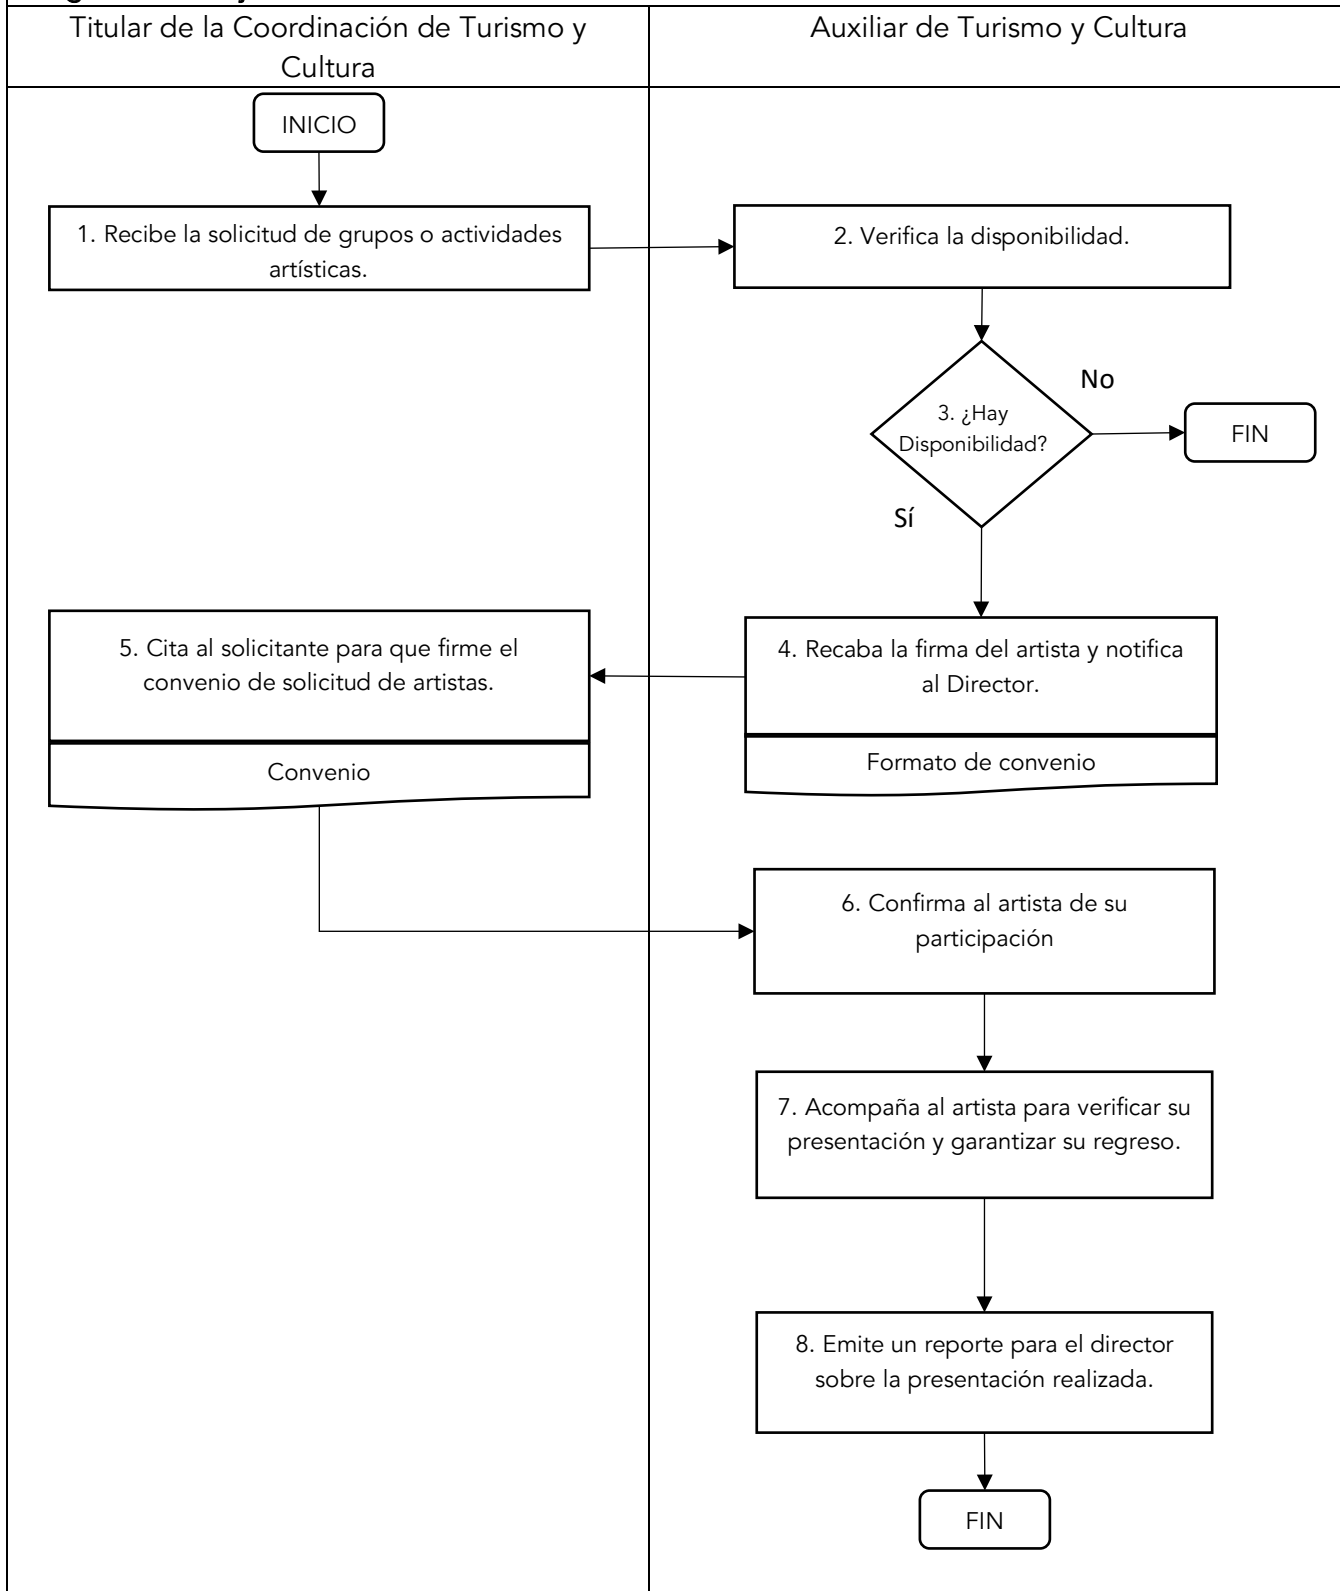 Titular de la Coordinación de Turismo y
Cultura
Auxiliar de Turismo y Cultura
INICIO
1. Recibe la solicitud de grupos o actividades
artísticas.
2. Verifica la disponibilidad.
3. ¿Hay
Disponibilidad?
No
FIN
Sí
4. Recaba la firma del artista y notifica
al Director.
Formato de convenio
5. Cita al solicitante para que firme el
convenio de solicitud de artistas.
Convenio
6. Confirma al artista de su
participación
7. Acompaña al artista para verificar su
presentación y garantizar su regreso.
8. Emite un reporte para el director
sobre la presentación realizada.
FIN